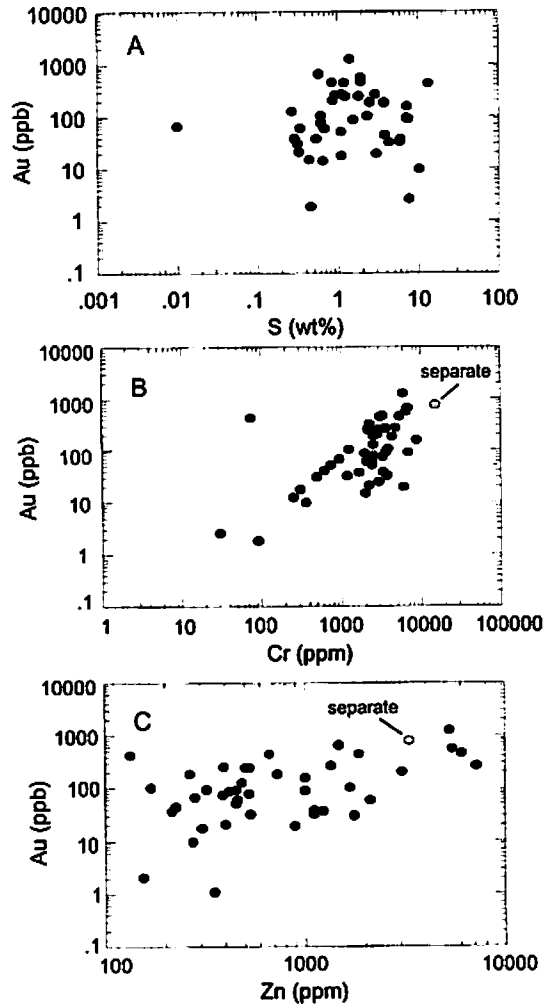 A
10000
1000
100
10
1
.1
Au (ppb)
.001 .01 .1 1 10 100
S (wt%)
B
separate
10000
1000
100
10
1
.1
Au (ppb)
1 10 100 1000 10000 100000
Cr (ppm)
C
separate
10000
1000
100
10
1
.1
Au (ppb)
100 1000 10000
Zn (ppm)